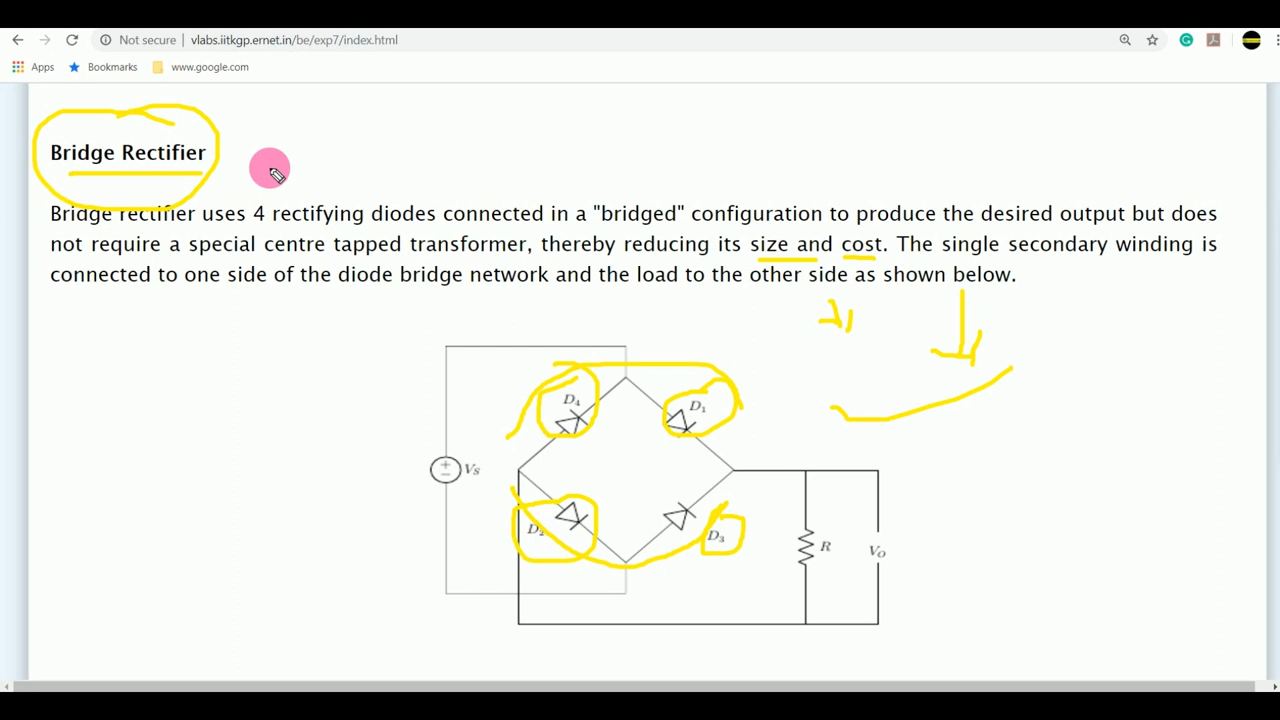 Not secure | vlabs.iitkgp.ernet.in/be/exp7/index.html
Apps Bookmarks www.google.com
Bridge Rectifier
Bridge rectifier uses 4 rectifying diodes connected in a "bridged" configuration to produce the desired output but does
not require a special centre tapped transformer, thereby reducing its size and cost. The single secondary winding is
connected to one side of the diode bridge network and the load to the other side as shown below.
D4 D1
VS
D2 D3
R VO